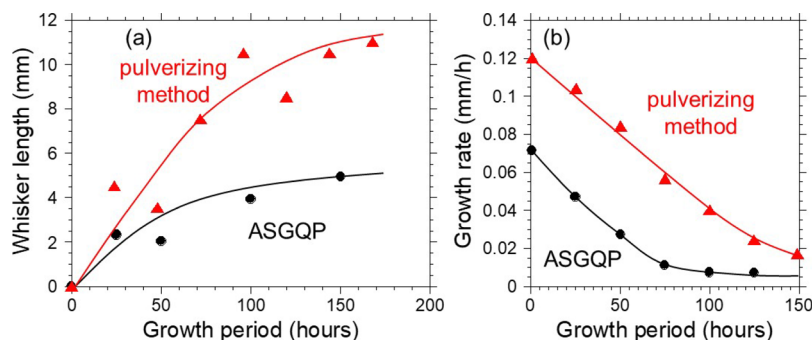 (a)
pulverizing
method
ASGQP
Whisker length (mm)
12
10
8
6
4
2
0
0 50 100 150 200
Growth period (hours)
(b)
pulverizing
method
ASGQP
Growth rate (mm/h)
0.14
0.12
0.1
0.08
0.06
0.04
0.02
0
0 50 100 150
Growth period (hours)